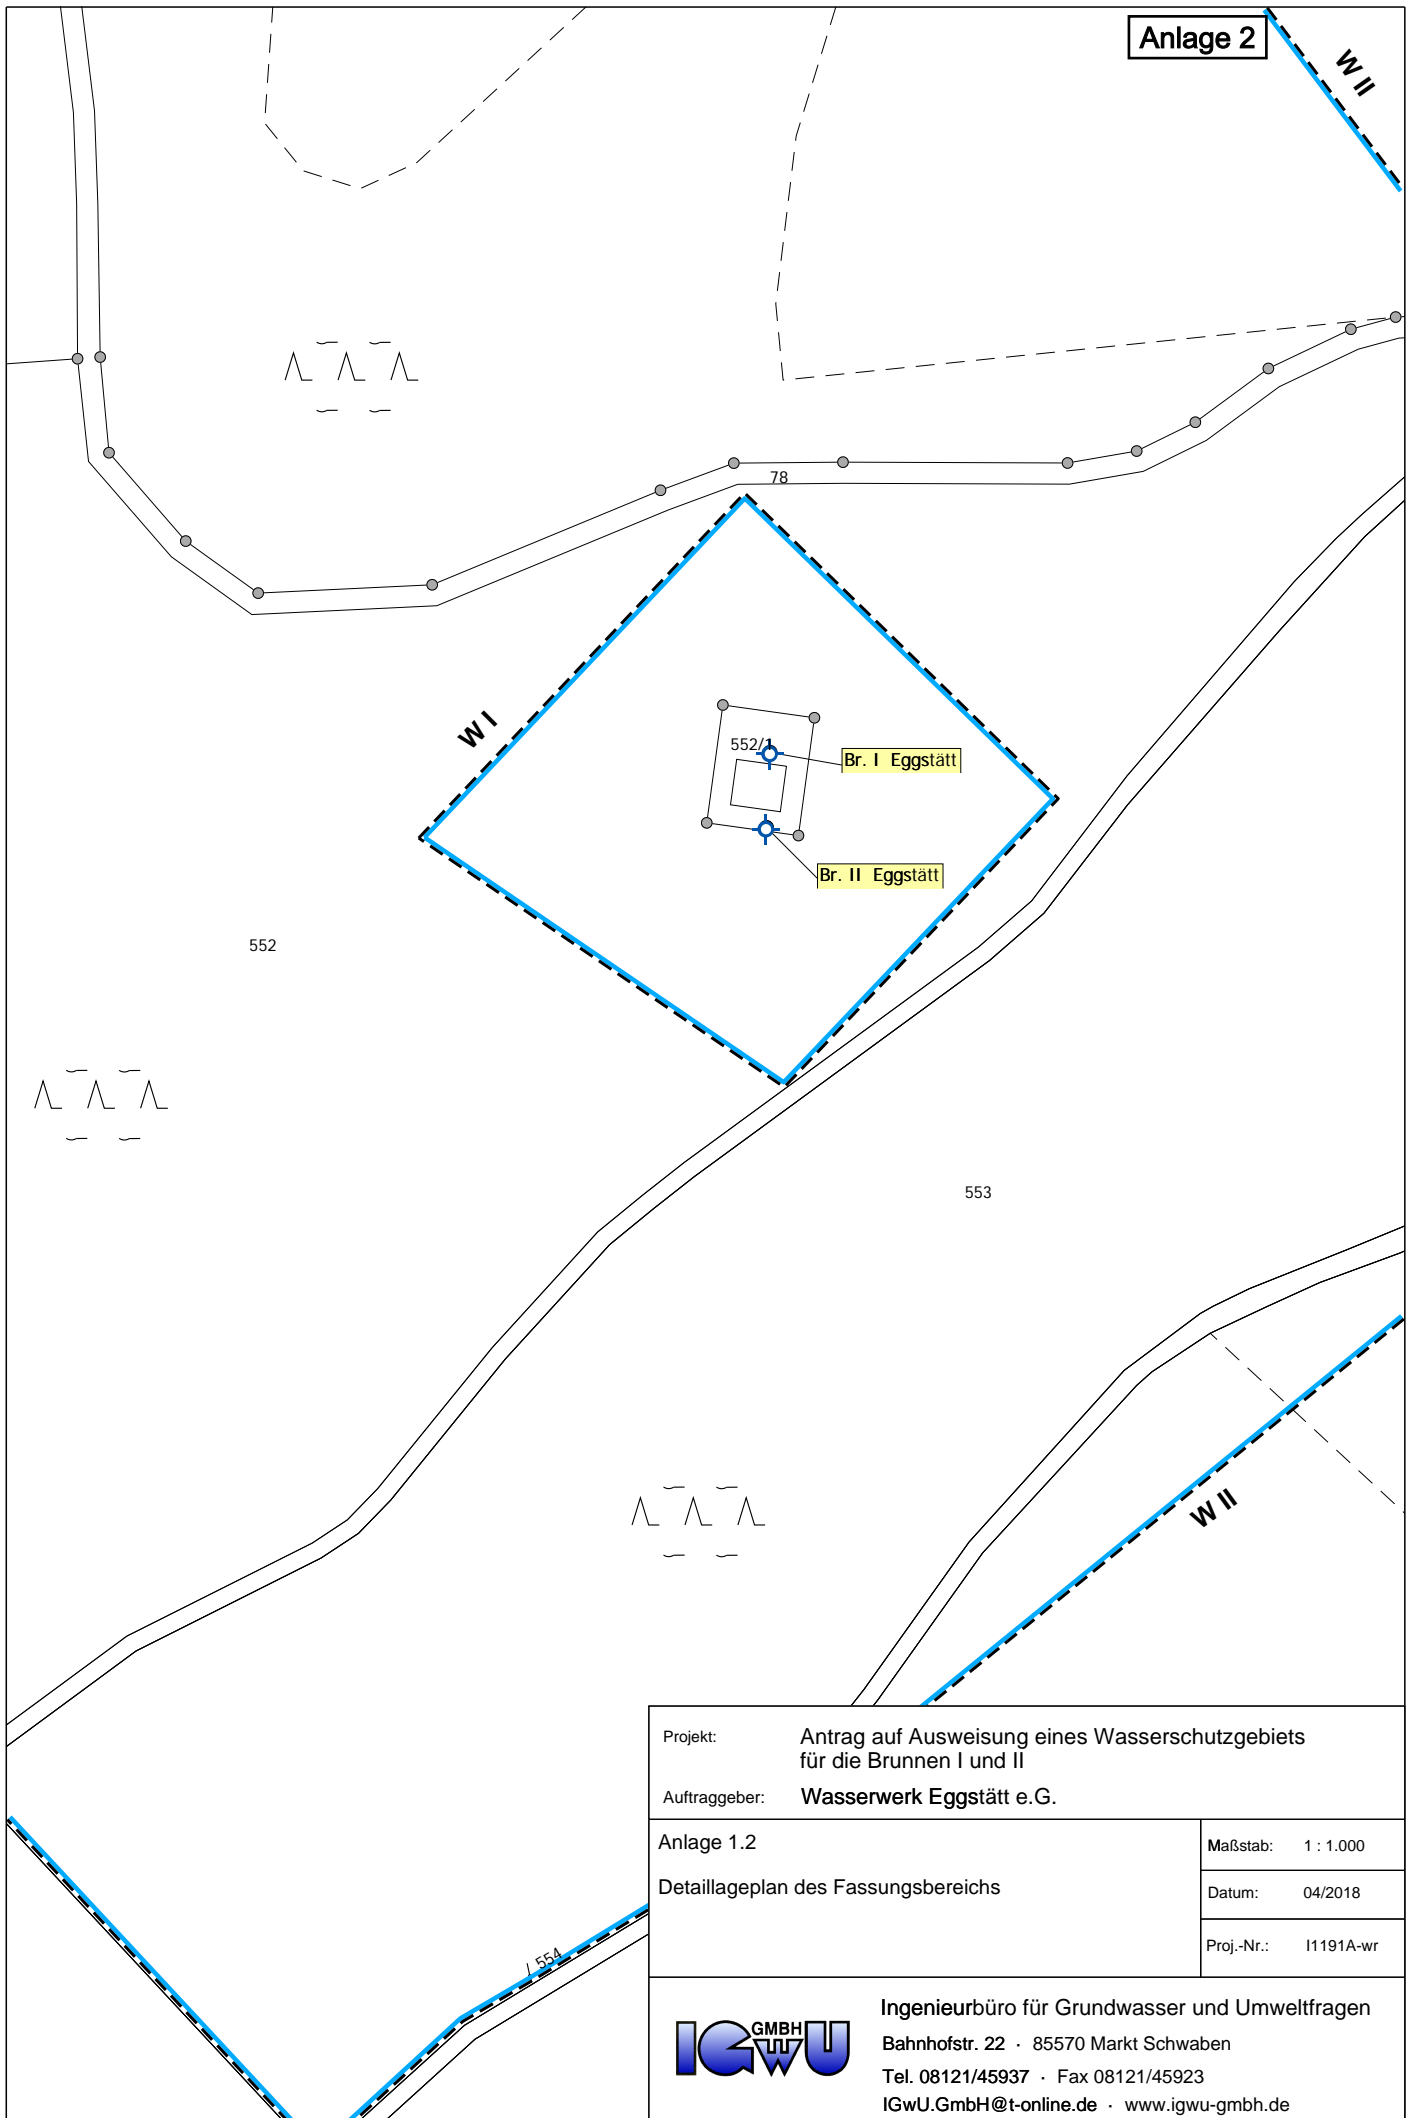 Anlage 2
W II
78
W I
552/1
Br. I Eggstätt
Br. II Eggstätt
552
553
W II
/ 554
Projekt: Antrag auf Ausweisung eines Wasserschutzgebiets
für die Brunnen I und II
Auftraggeber: Wasserwerk Eggstätt e.G.
Anlage 1.2
Detaillageplan des Fassungsbereichs
Maßstab: 1 : 1.000
Datum: 04/2018
Proj.-Nr.: I1191A-wr
IGwU GMBH
Ingenieurbüro für Grundwasser und Umweltfragen
Bahnhofstr. 22 · 85570 Markt Schwaben
Tel. 08121/45937 · Fax 08121/45923
IGwU.GmbH@t-online.de · www.igwu-gmbh.de